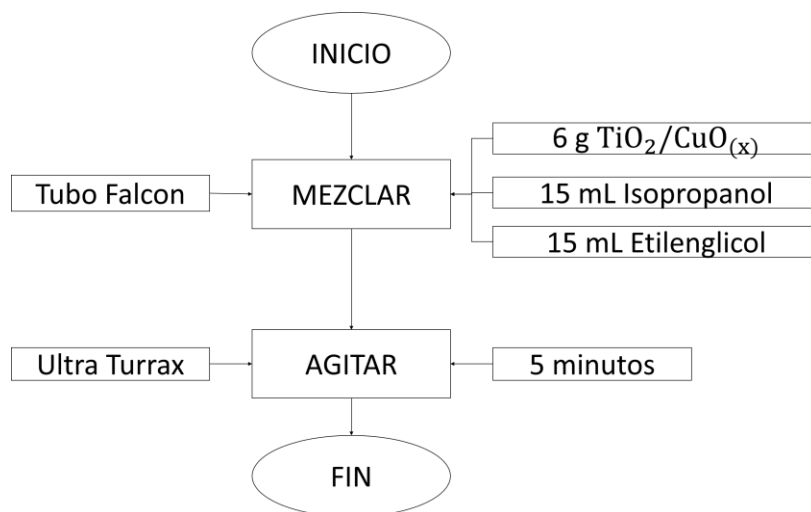 INICIO
6 g TiO₂/CuO₍ₓ₎
Tubo Falcon
MEZCLAR
15 mL Isopropanol
15 mL Etilenglicol
Ultra Turrax
AGITAR
5 minutos
FIN